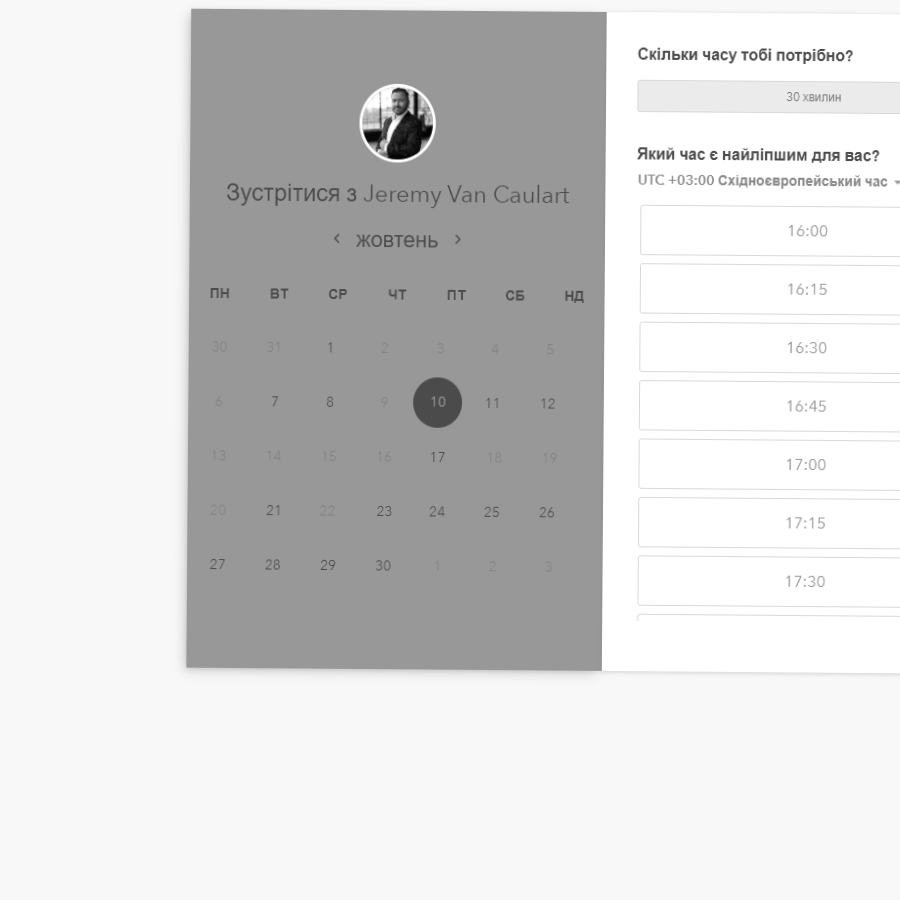 Зустрітися з Jeremy Van Caulart
жовтень
ПН ВТ СР ЧТ ПТ СБ НД
30 31 1 2 3 4 5
6 7 8 9 10 11 12
13 14 15 16 17 18 19
20 21 22 23 24 25 26
27 28 29 30 1 2 3
Скільки часу тобі потрібно?
30 хвилин
Який час є найліпшим для вас?
UTC +03:00 Східноєвропейський час
16:00
16:15
16:30
16:45
17:00
17:15
17:30